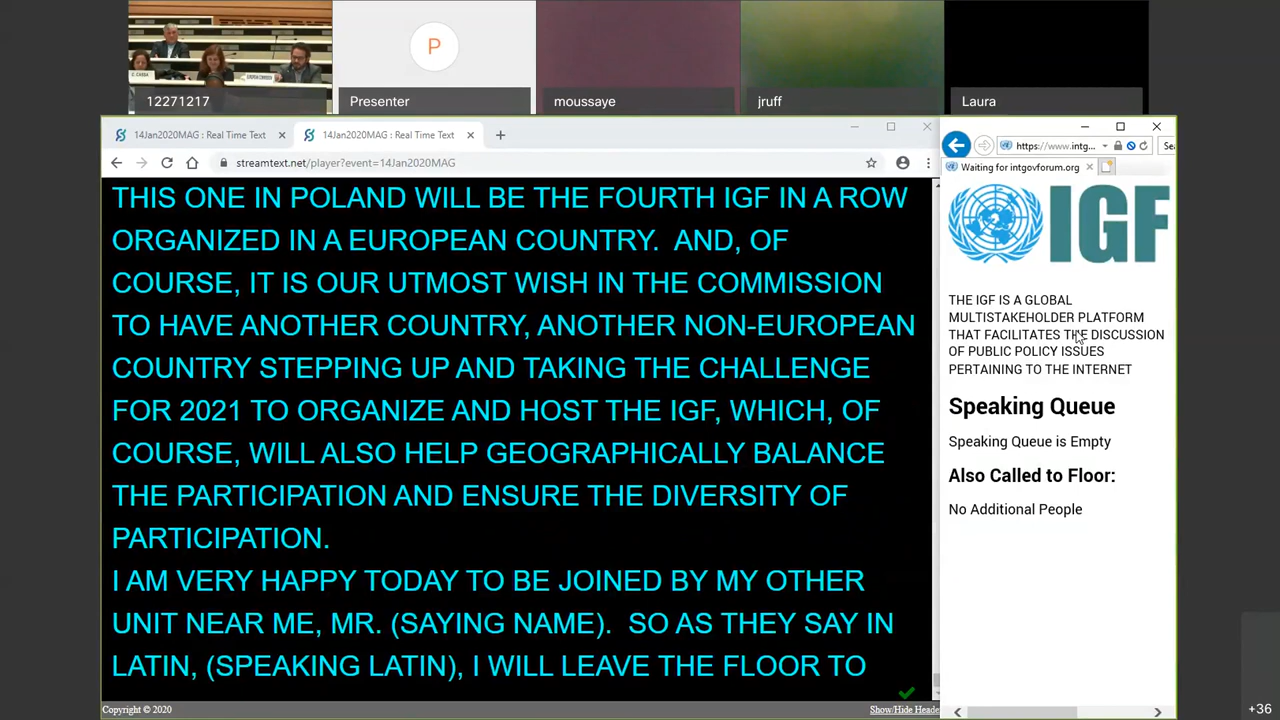 C. CABBA
EUROPEAN COMMISSION
12271217
P
Presenter
moussaye
jruff
Laura
14Jan2020MAG : Real Time Text
14Jan2020MAG : Real Time Text
streamtext.net/player?event=14Jan2020MAG
THIS ONE IN POLAND WILL BE THE FOURTH IGF IN A ROW
ORGANIZED IN A EUROPEAN COUNTRY.  AND, OF
COURSE, IT IS OUR UTMOST WISH IN THE COMMISSION
TO HAVE ANOTHER COUNTRY, ANOTHER NON-EUROPEAN
COUNTRY STEPPING UP AND TAKING THE CHALLENGE
FOR 2021 TO ORGANIZE AND HOST THE IGF, WHICH, OF
COURSE, WILL ALSO HELP GEOGRAPHICALLY BALANCE
THE PARTICIPATION AND ENSURE THE DIVERSITY OF
PARTICIPATION.
I AM VERY HAPPY TODAY TO BE JOINED BY MY OTHER
UNIT NEAR ME, MR. (SAYING NAME).  SO AS THEY SAY IN
LATIN, (SPEAKING LATIN), I WILL LEAVE THE FLOOR TO
Copyright © 2020
Show/Hide Heade
https://www.intg...
Sea
Waiting for intgovforum.org
IGF
THE IGF IS A GLOBAL
MULTISTAKEHOLDER PLATFORM
THAT FACILITATES THE DISCUSSION
OF PUBLIC POLICY ISSUES
PERTAINING TO THE INTERNET
Speaking Queue
Speaking Queue is Empty
Also Called to Floor:
No Additional People
+36